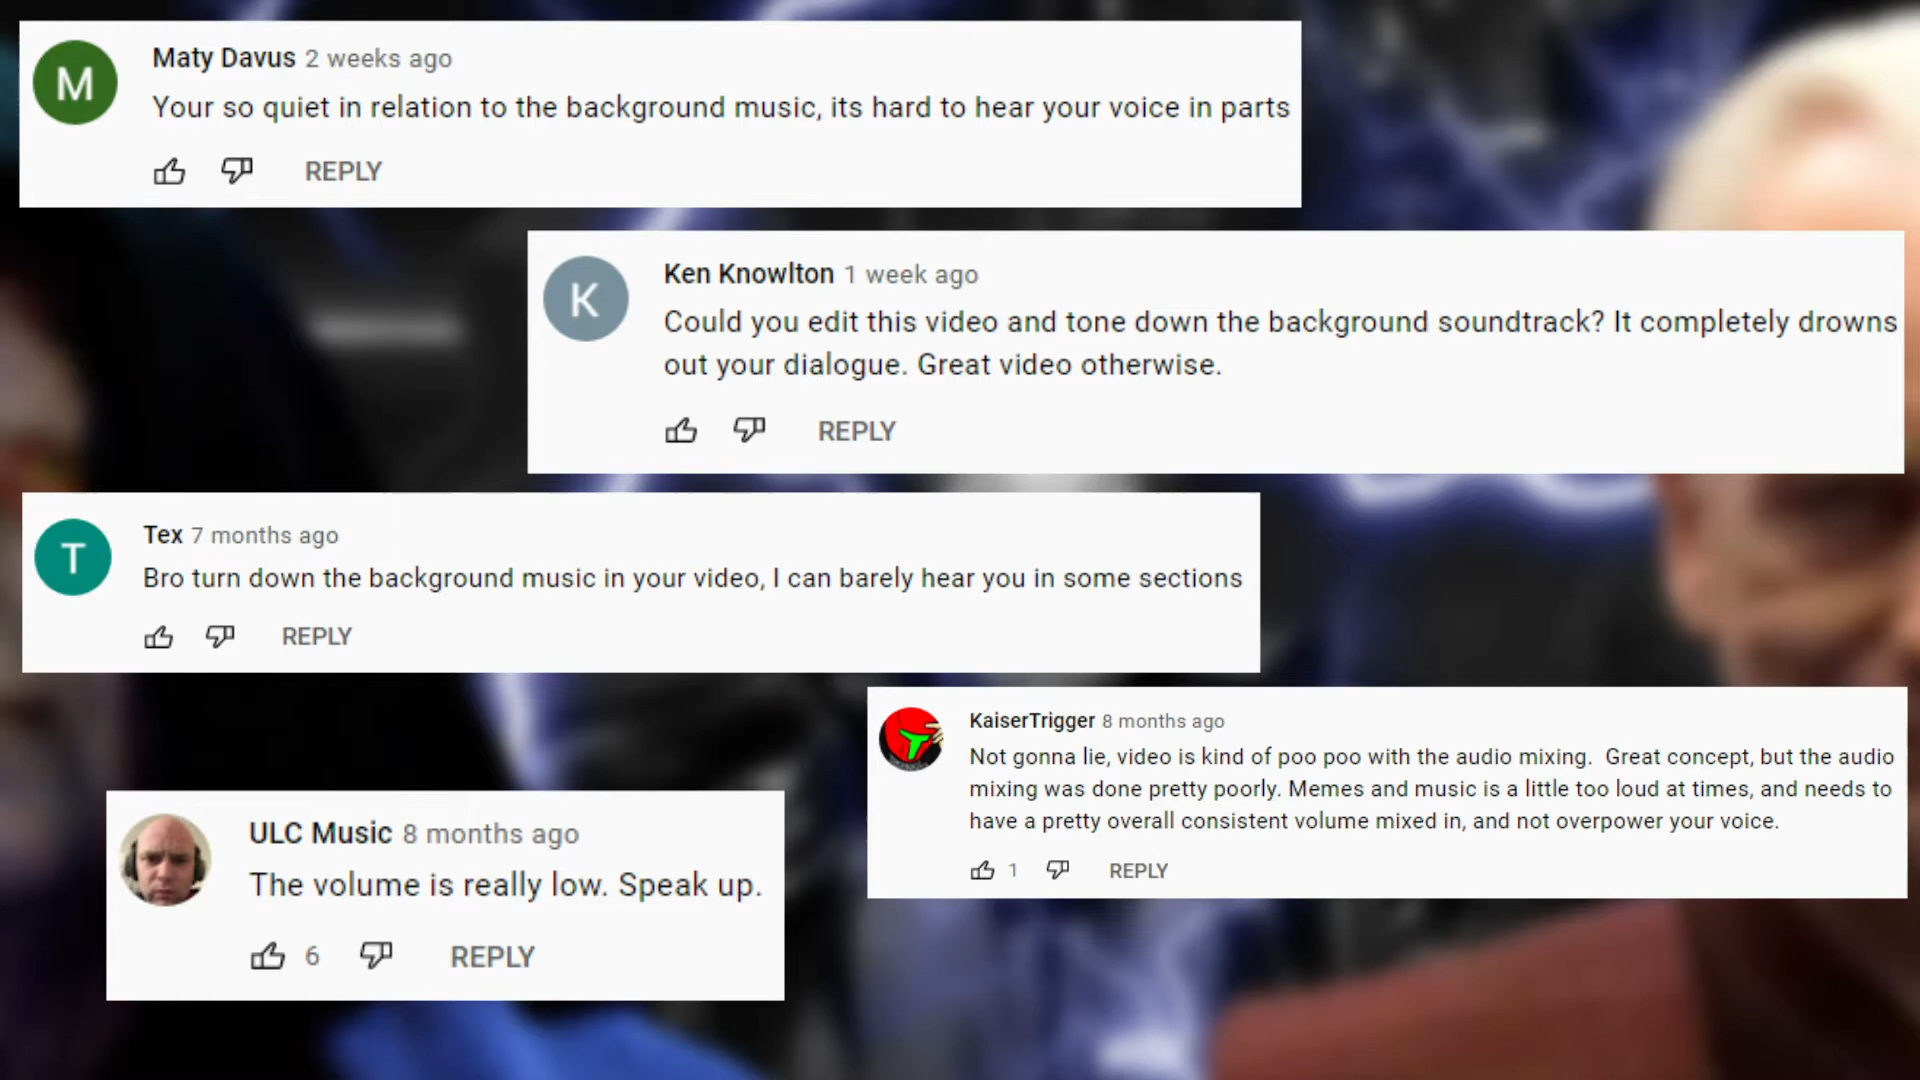 M
Maty Davus 2 weeks ago
Your so quiet in relation to the background music, its hard to hear your voice in parts
REPLY
K
Ken Knowlton 1 week ago
Could you edit this video and tone down the background soundtrack? It completely drowns
out your dialogue. Great video otherwise.
REPLY
T
Tex 7 months ago
Bro turn down the background music in your video, I can barely hear you in some sections
REPLY
KaiserTrigger 8 months ago
Not gonna lie, video is kind of poo poo with the audio mixing.  Great concept, but the audio
mixing was done pretty poorly. Memes and music is a little too loud at times, and needs to
have a pretty overall consistent volume mixed in, and not overpower your voice.
1 REPLY
ULC Music 8 months ago
The volume is really low. Speak up.
6 REPLY